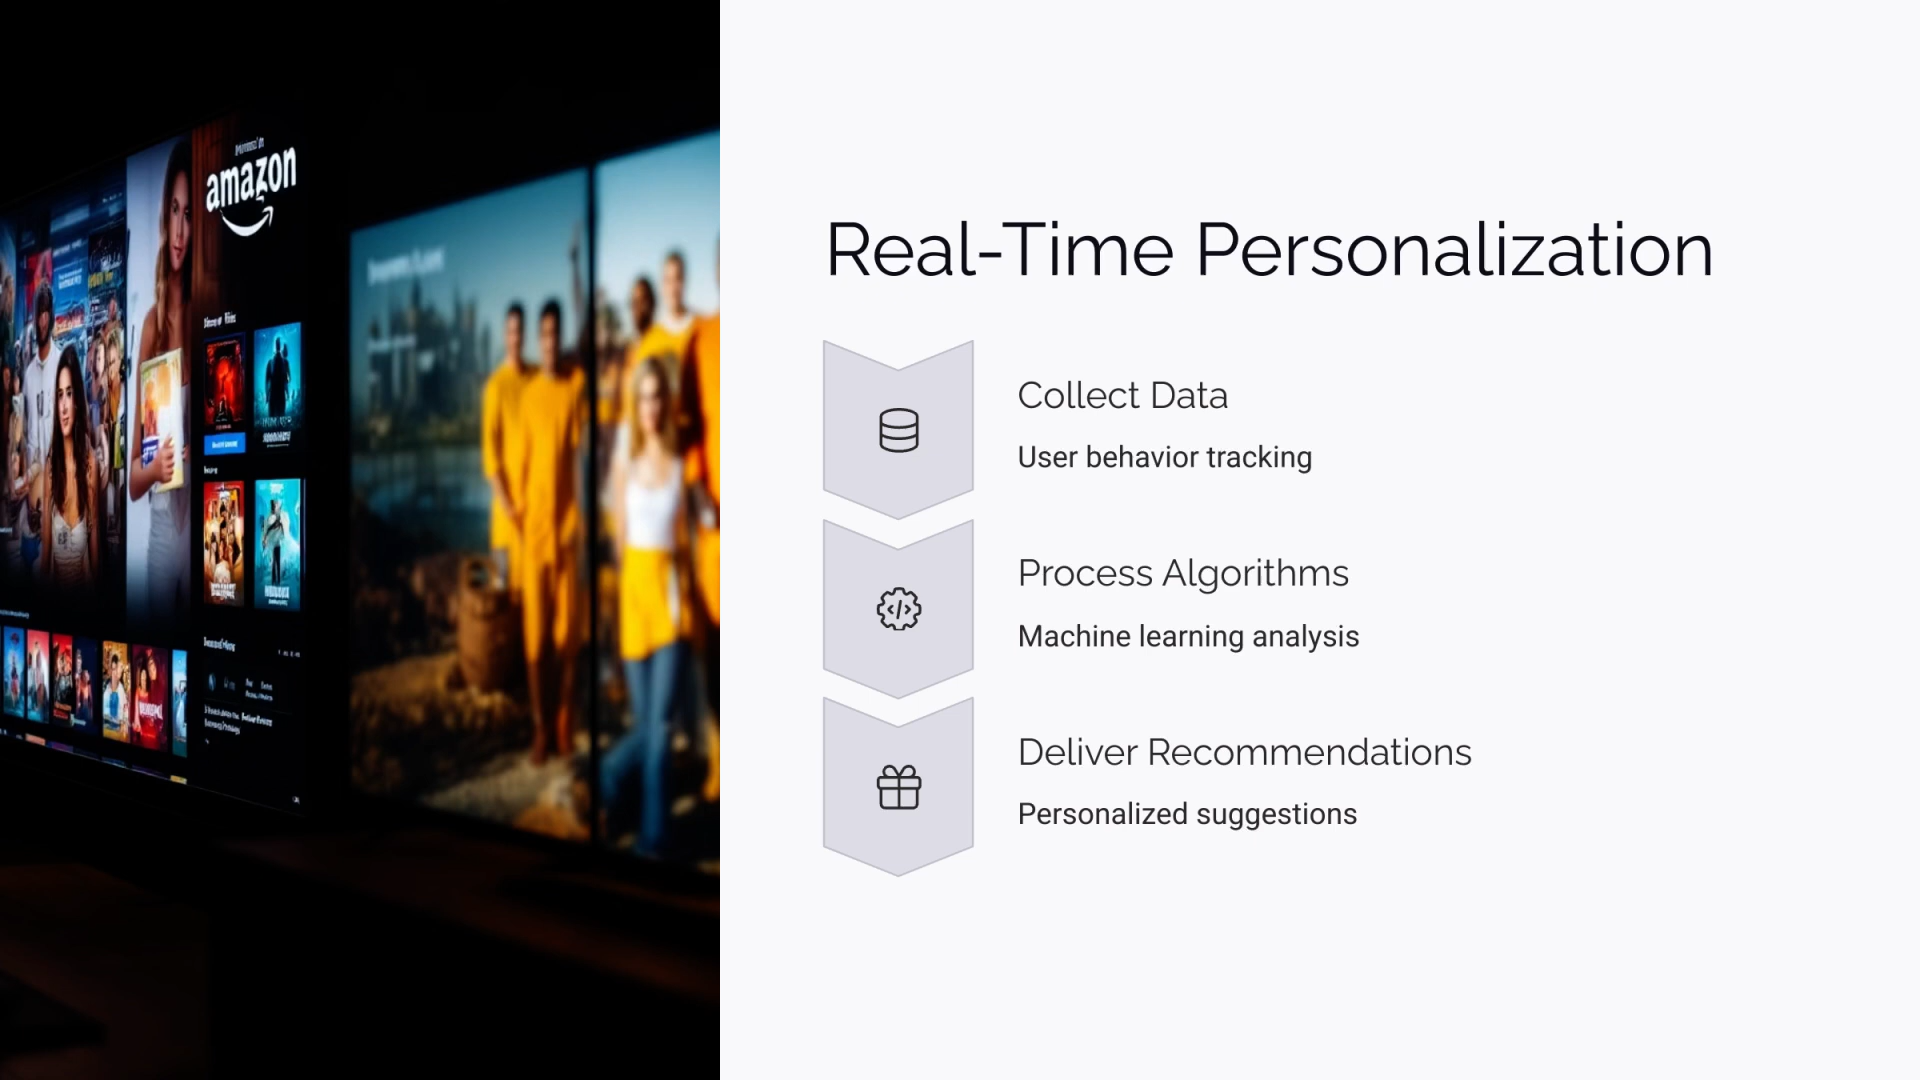 amazon
Real-Time Personalization
Collect Data
User behavior tracking
Process Algorithms
Machine learning analysis
Deliver Recommendations
Personalized suggestions